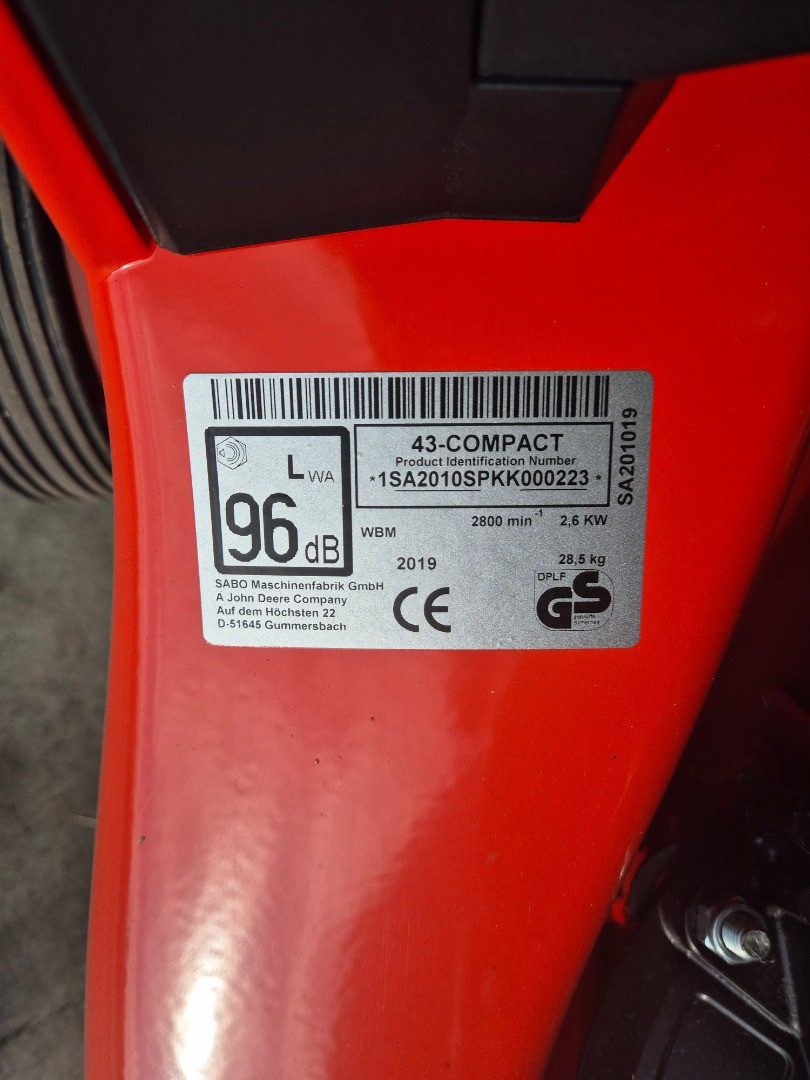 43-COMPACT
Product Identification Number
*1SA2010SPKK000223*
SA201019
LWA
96 dB
WBM
2800 min-1 2,6 KW
2019
28,5 kg
SABO Maschinenfabrik GmbH
A John Deere Company
Auf dem Höchsten 22
D-51645 Gummersbach
CE
DPLF
GS